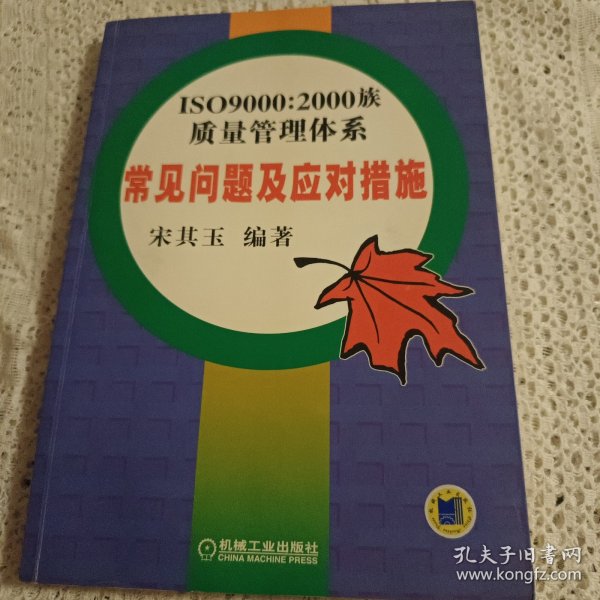 ISO9000:2000族
质量管理体系
常见问题及应对措施
宋其玉 编著
机械工业出版社
CHINA MACHINE PRESS
孔夫子旧书网
www.kongfz.com